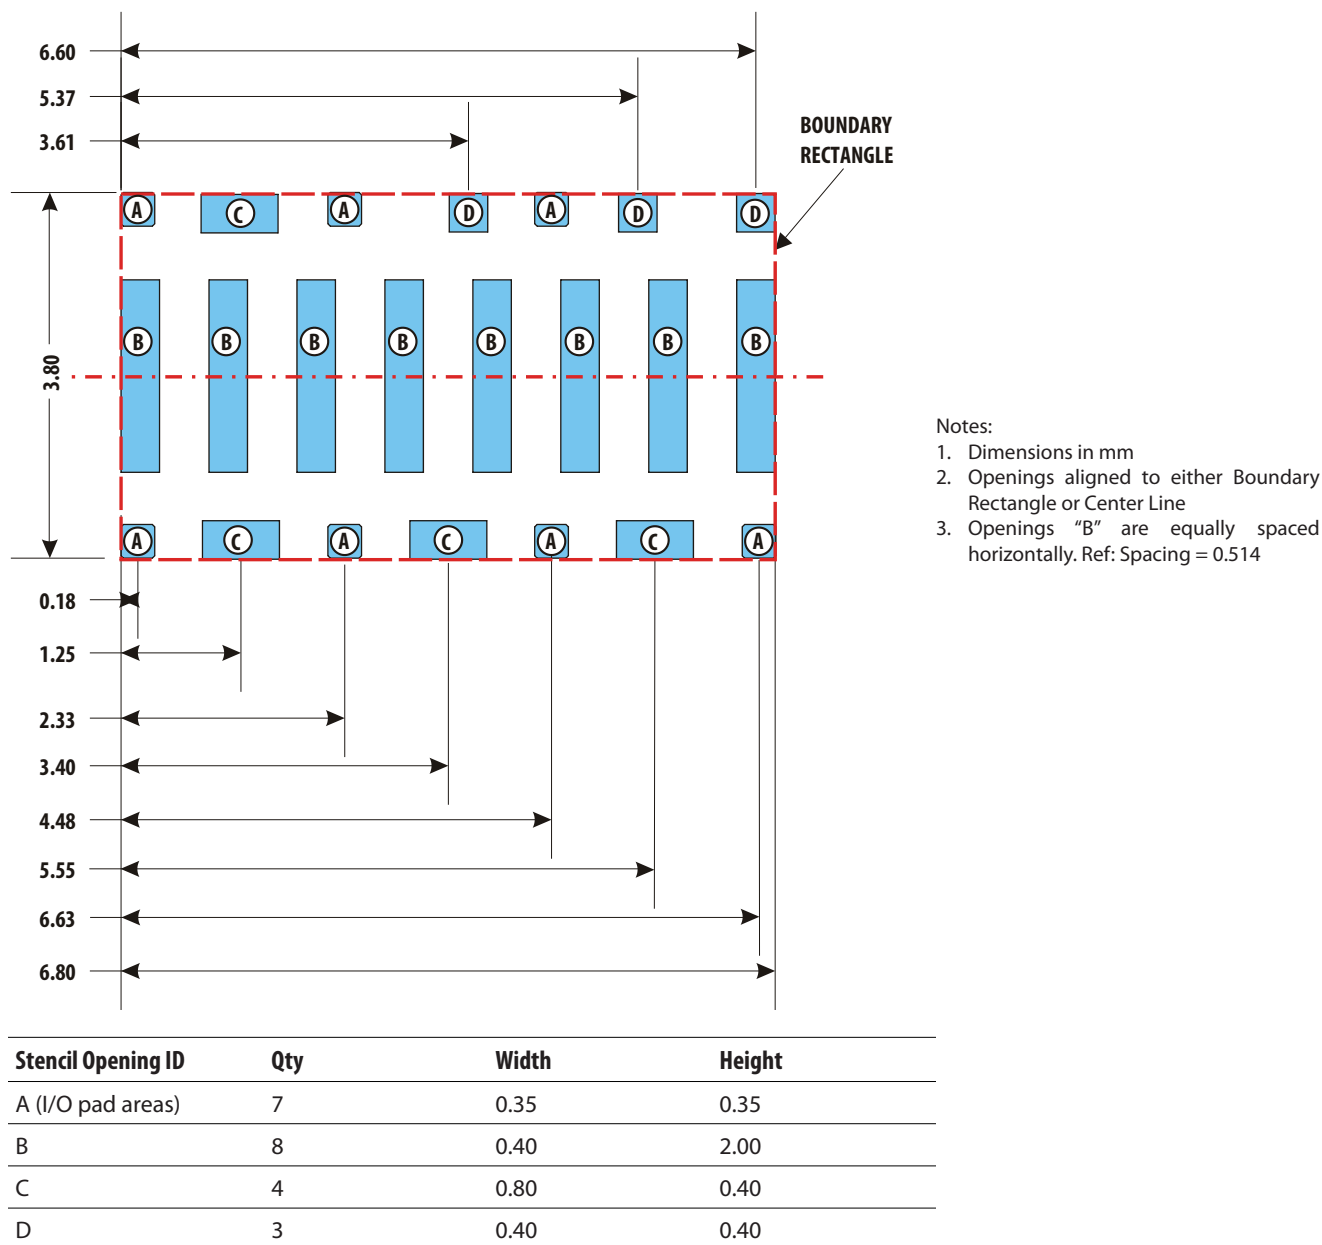 6.60
5.37
3.61
BOUNDARY
RECTANGLE
A C A D A D D
3.80
B B B B B B B B
A C A C A C A
0.18
1.25
2.33
3.40
4.48
5.55
6.63
6.80
Notes:
1. Dimensions in mm
2. Openings aligned to either Boundary
Rectangle or Center Line
3. Openings “B” are equally spaced
horizontally. Ref: Spacing = 0.514
Stencil Opening ID Qty Width Height
A (I/O pad areas) 7 0.35 0.35
B 8 0.40 2.00
C 4 0.80 0.40
D 3 0.40 0.40